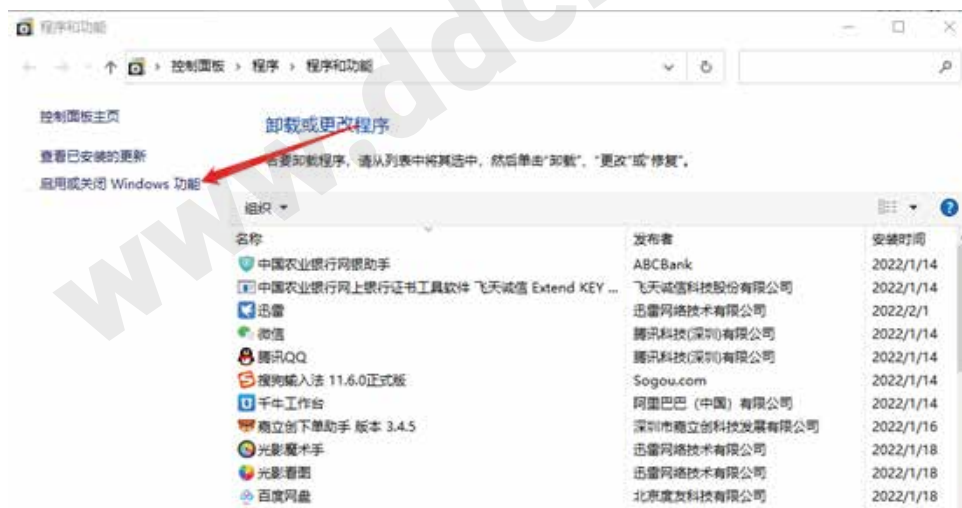 程序和功能
控制面板 › 程序 › 程序和功能
控制面板主页
卸载或更改程序
查看已安装的更新
若要卸载程序，请从列表中将其选中，然后单击"卸载"、"更改"或"修复"。
启用或关闭 Windows 功能
组织
名称 发布者 安装时间
中国农业银行网银助手 ABCBank 2022/1/14
中国农业银行网上银行证书工具软件 飞天诚信 Extend KEY ... 飞天诚信科技股份有限公司 2022/1/14
迅雷 迅雷网络技术有限公司 2022/2/1
微信 腾讯科技(深圳)有限公司 2022/1/14
腾讯QQ 腾讯科技(深圳)有限公司 2022/1/14
搜狗输入法 11.6.0正式版 Sogou.com 2022/1/14
千牛工作台 阿里巴巴（中国）有限公司 2022/1/14
嘉立创下单助手 版本 3.4.5 深圳市嘉立创科技发展有限公司 2022/1/16
光影魔术手 迅雷网络技术有限公司 2022/1/18
光影看图 迅雷网络技术有限公司 2022/1/18
百度网盘 北京度友科技有限公司 2022/1/18